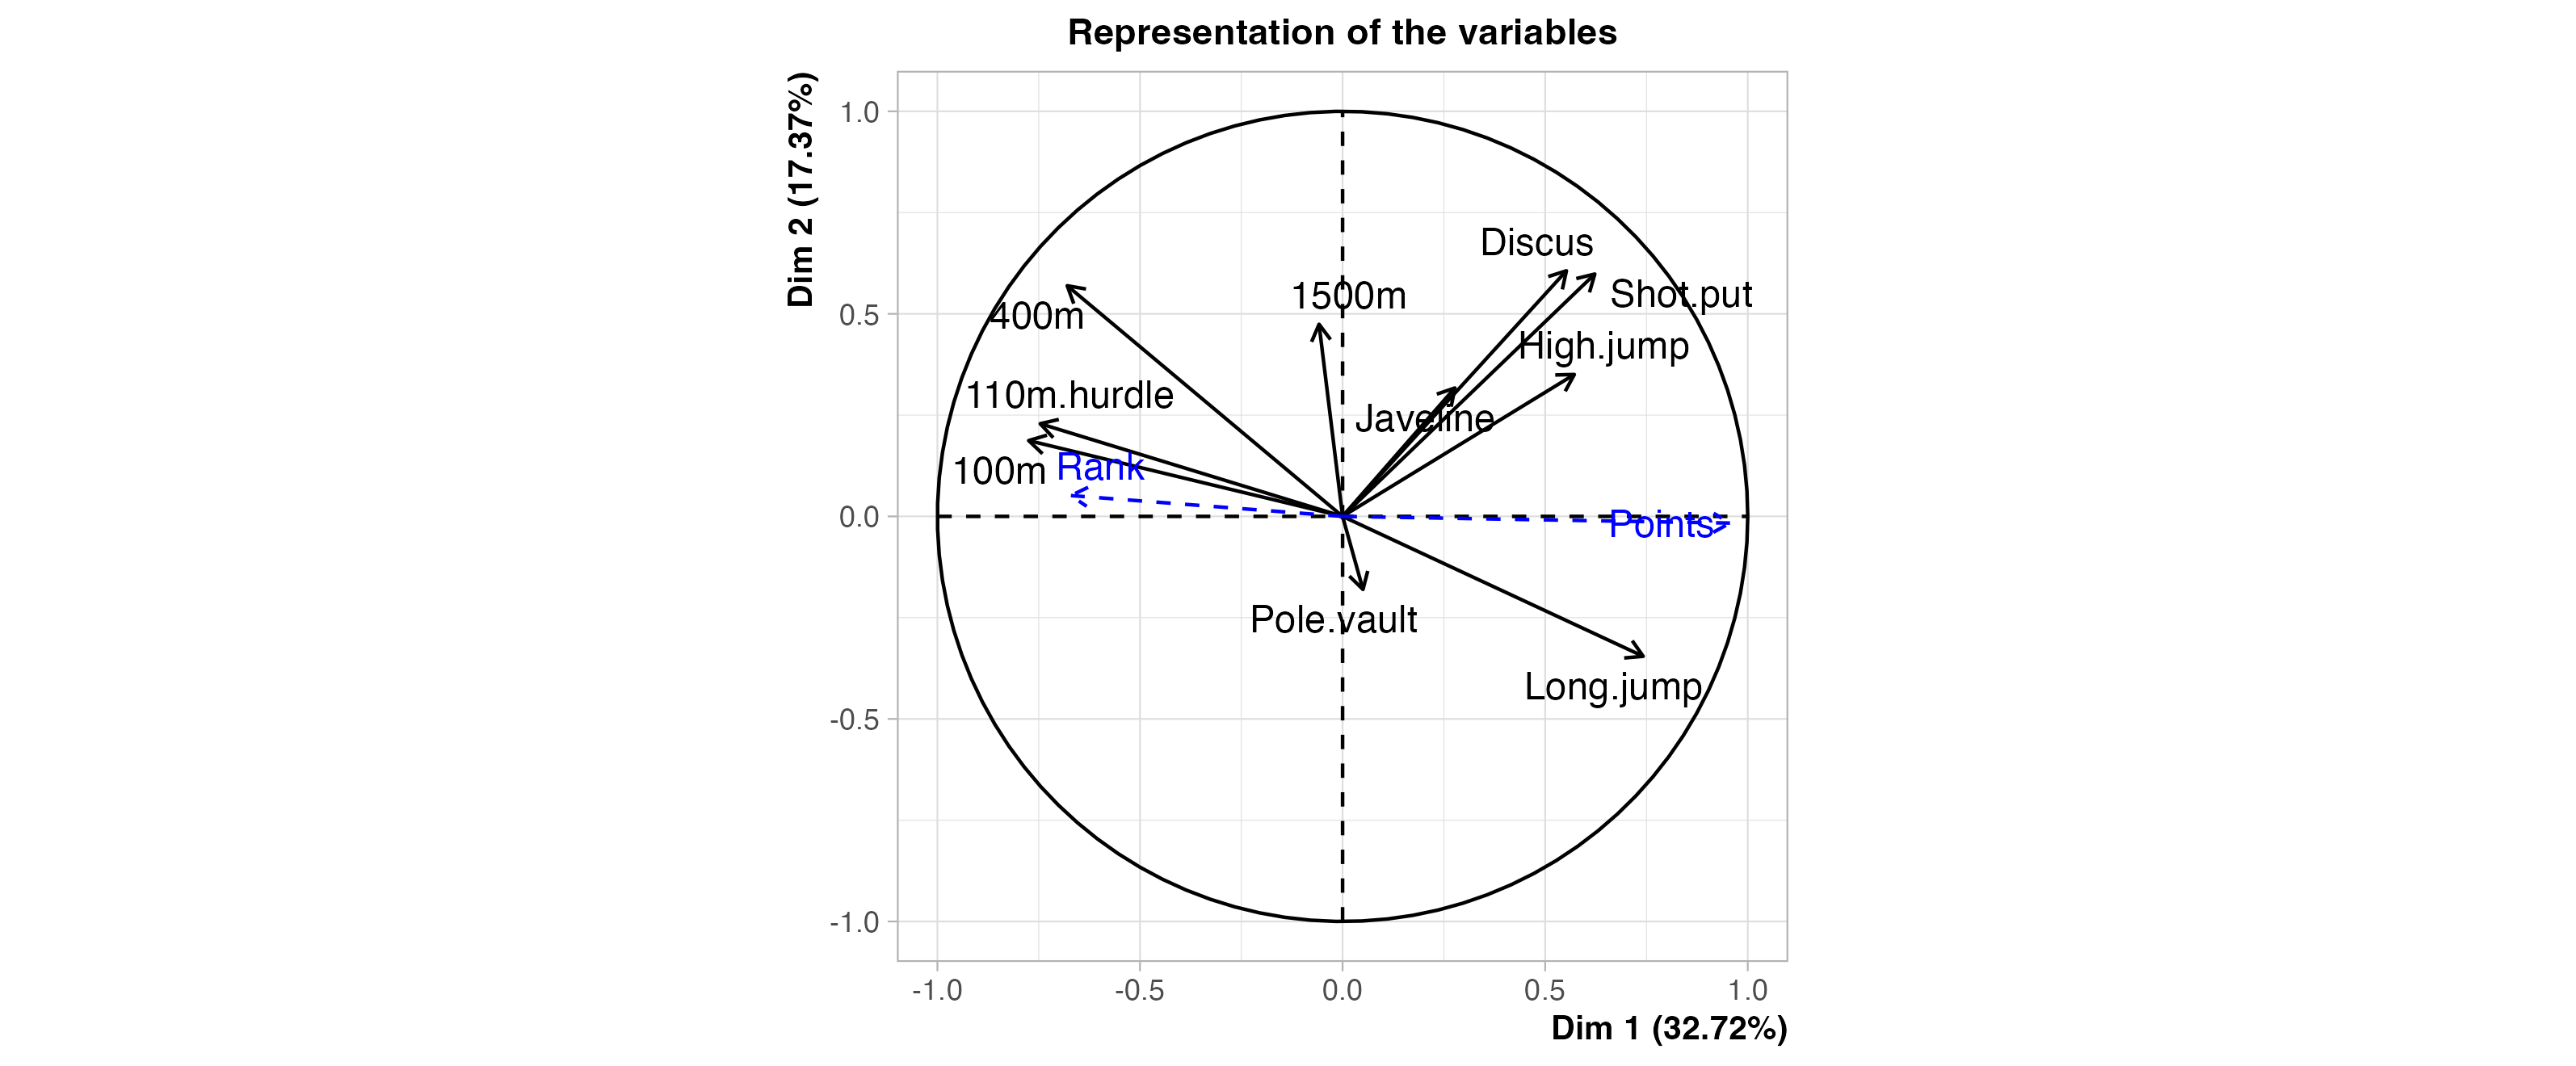 Representation of the variables
Dim 2 (17.37%)
1.0
0.5
0.0
-0.5
-1.0
Discus
1500m
Shot.put
400m
High.jump
110m.hurdle
Javeline
100m
Rank
Points
Pole.vault
Long.jump
-1.0 -0.5 0.0 0.5 1.0
Dim 1 (32.72%)